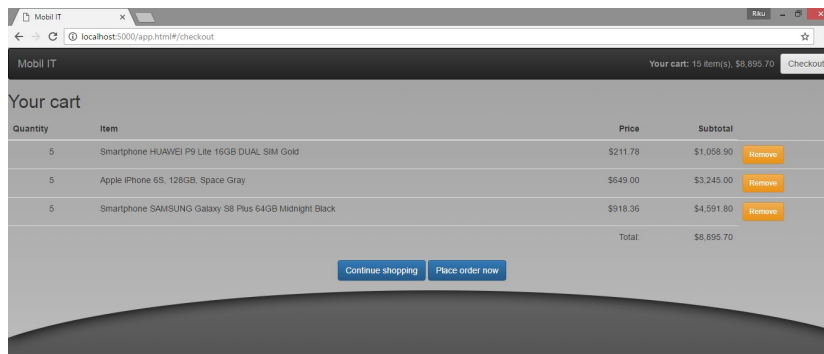 Mobil IT
Riku
localhost:5000/app.html#/checkout
Mobil IT Your cart: 15 item(s), $8,895.70 Checkout
Your cart
Quantity Item Price Subtotal
5 Smartphone HUAWEI P9 Lite 16GB DUAL SIM Gold $211.78 $1,058.90 Remove
5 Apple iPhone 6S, 128GB, Space Gray $649.00 $3,245.00 Remove
5 Smartphone SAMSUNG Galaxy S8 Plus 64GB Midnight Black $918.36 $4,591.80 Remove
Total: $8,895.70
Continue shopping Place order now